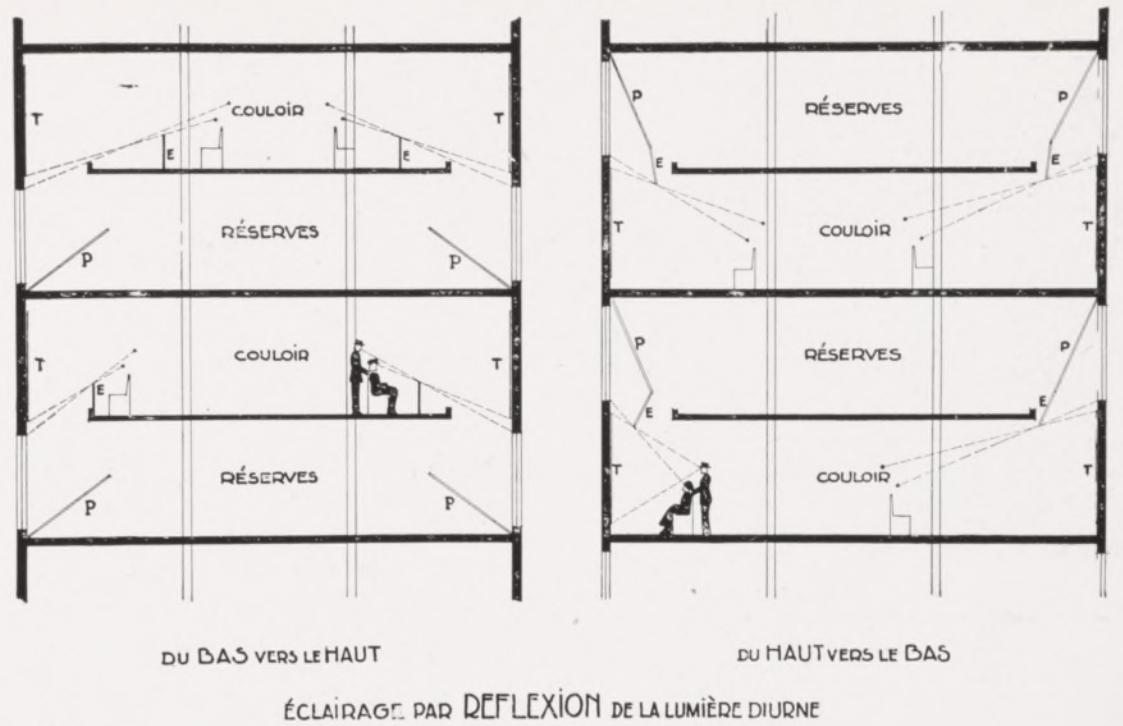 T COULOIR T
E E
RÉSERVES
P P
T COULOIR T
E
RÉSERVES
P P
DU BAS VERS LE HAUT
P RÉSERVES P
E E
T COULOIR T
P RÉSERVES P
E E
T COULOIR T
DU HAUT VERS LE BAS
ÉCLAIRAGE PAR REFLEXION DE LA LUMIÈRE DIURNE